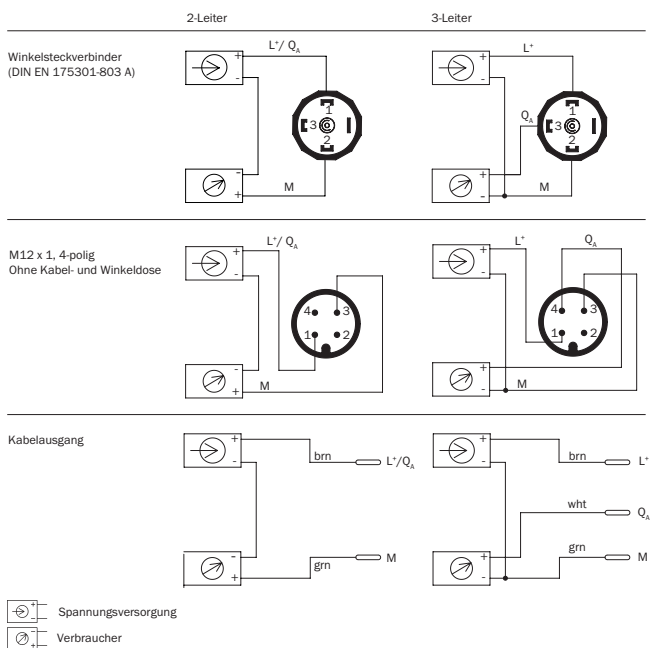 2-Leiter 3-Leiter
Winkelsteckverbinder
(DIN EN 175301-803 A)
L⁺/ Q_A
+
-
1
3
2
-
+
M
L⁺
+
-
Q_A
1
3
2
+
-
M
M12 x 1, 4-polig
Ohne Kabel- und Winkeldose
L⁺/ Q_A
+
-
4 3
1 2
-
+
M
L⁺
Q_A
+
-
4 3
1 2
+
-
M
Kabelausgang
+
-
brn
L⁺/Q_A
-
+
grn
M
+
-
brn
L⁺
wht
Q_A
+
-
grn
M
+
-
Spannungsversorgung
-
+
Verbraucher